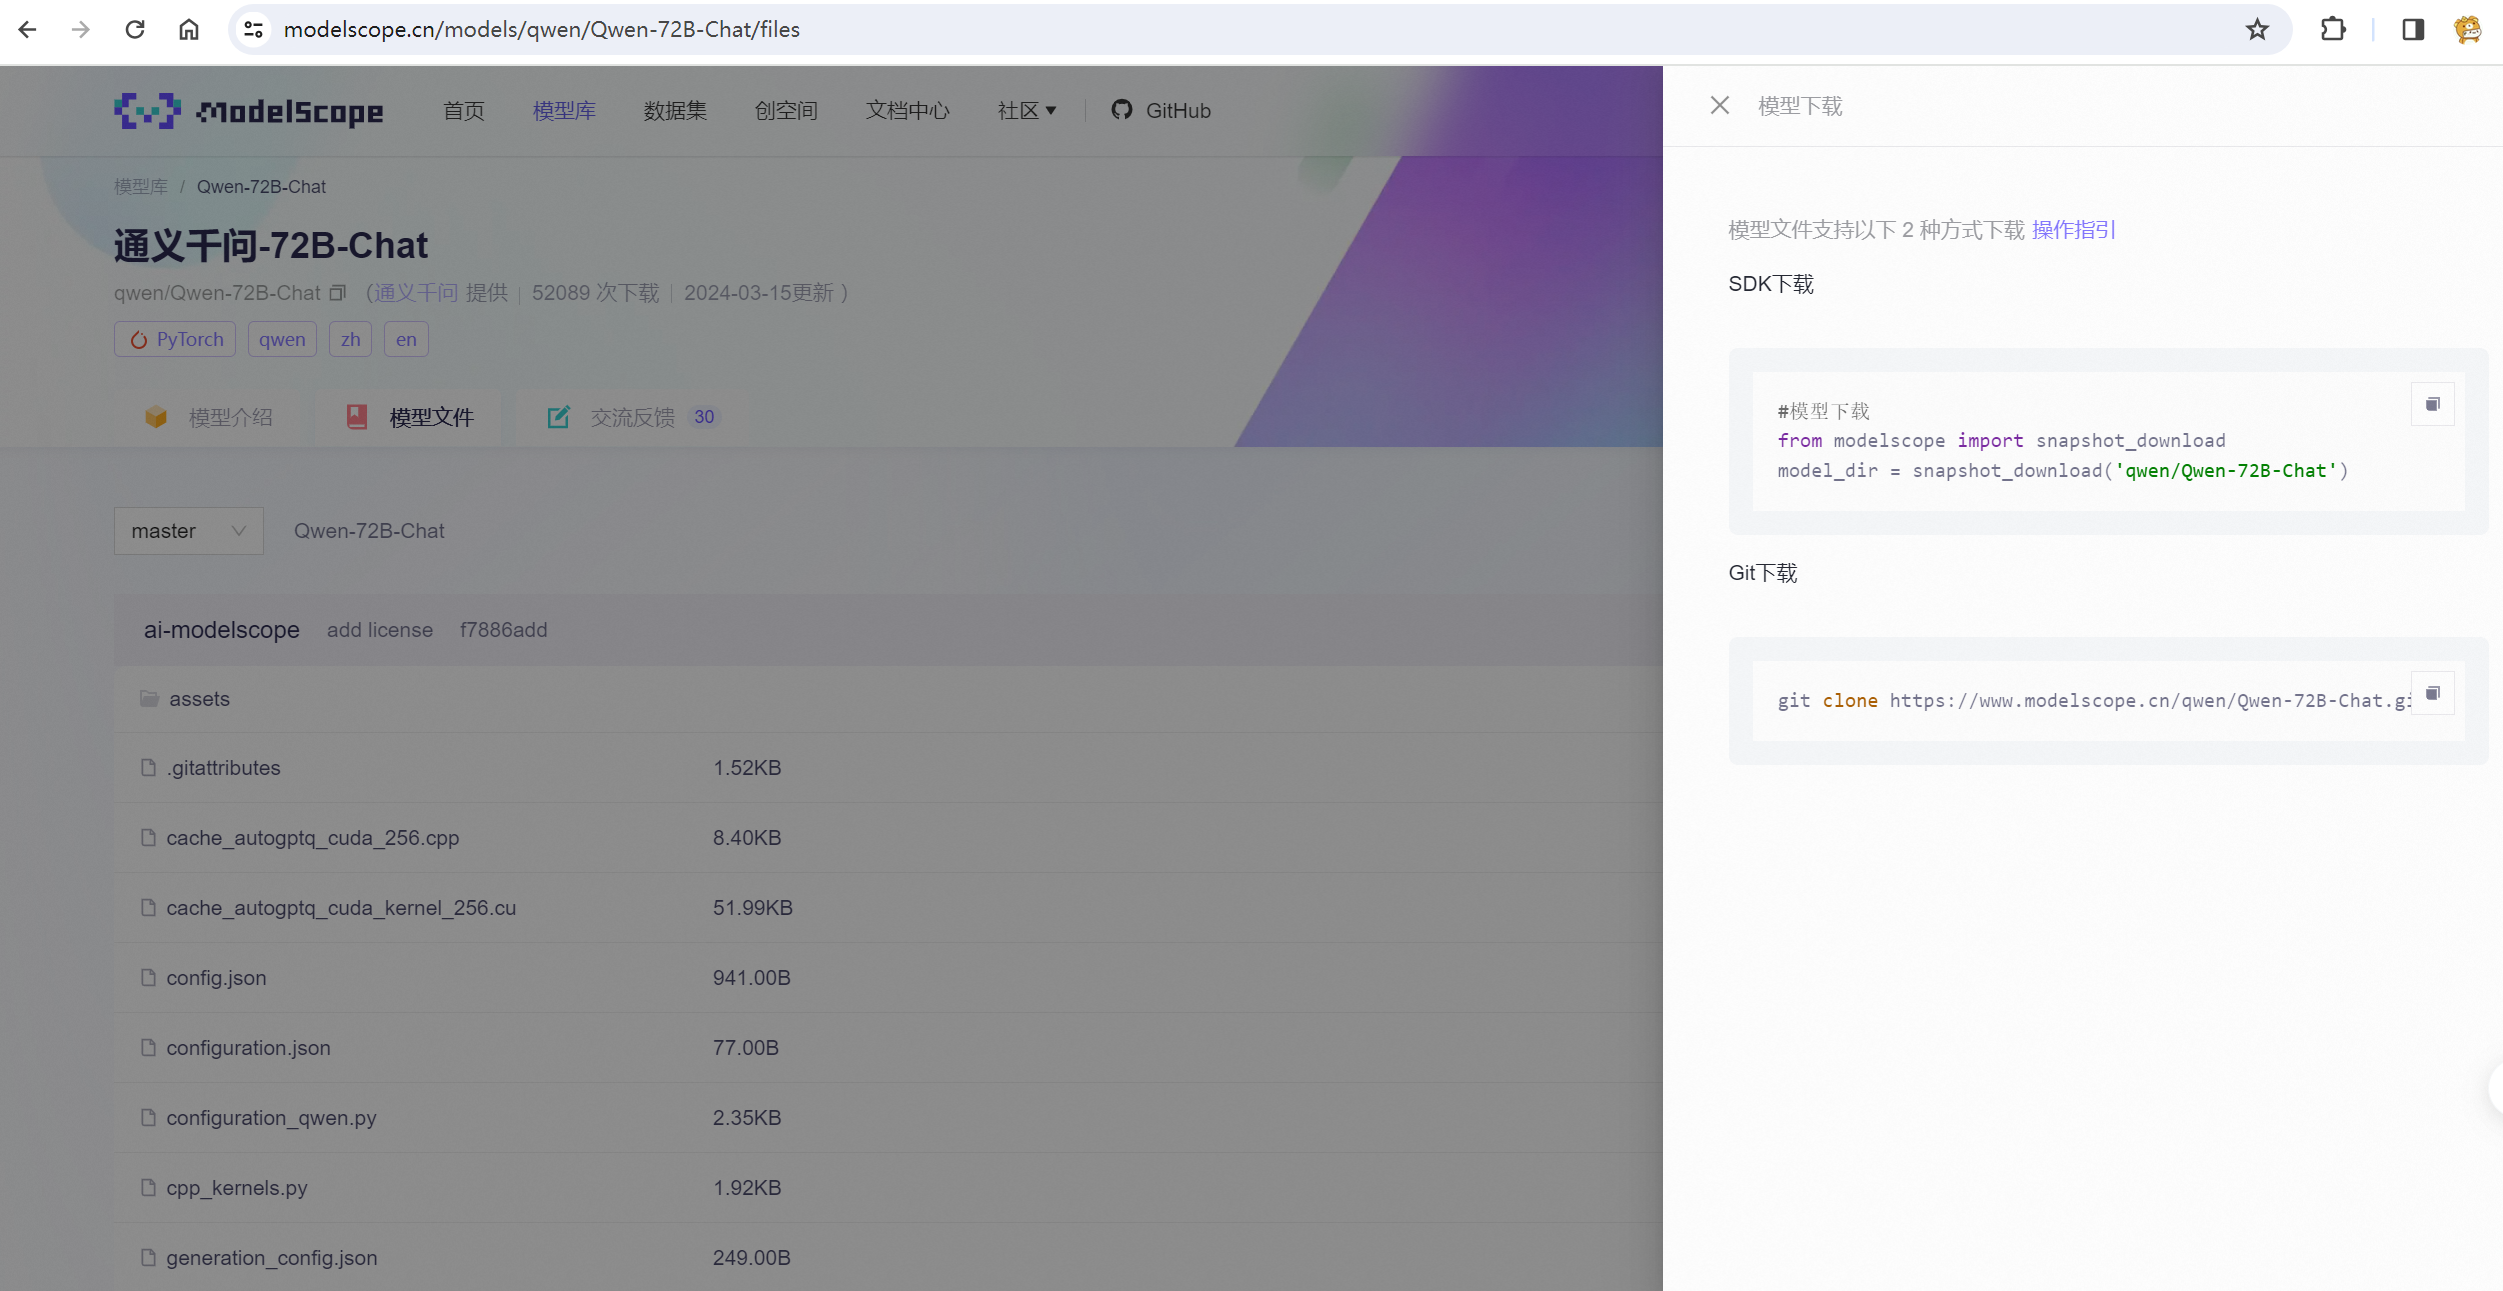 modelscope.cn/models/qwen/Qwen-72B-Chat/files
ModelScope 首页 模型库 数据集 创空间 文档中心 社区 GitHub
模型库 / Qwen-72B-Chat
通义千问-72B-Chat
qwen/Qwen-72B-Chat （通义千问 提供 | 52089 次下载 | 2024-03-15更新 ）
PyTorch qwen zh en
模型介绍 模型文件 交流反馈 30
master Qwen-72B-Chat
ai-modelscope add license f7886add
assets
.gitattributes 1.52KB
cache_autogptq_cuda_256.cpp 8.40KB
cache_autogptq_cuda_kernel_256.cu 51.99KB
config.json 941.00B
configuration.json 77.00B
configuration_qwen.py 2.35KB
cpp_kernels.py 1.92KB
generation_config.json 249.00B
模型下载
模型文件支持以下 2 种方式下载 操作指引
SDK下载
#模型下载
from modelscope import snapshot_download
model_dir = snapshot_download('qwen/Qwen-72B-Chat')
Git下载
git clone https://www.modelscope.cn/qwen/Qwen-72B-Chat.gi